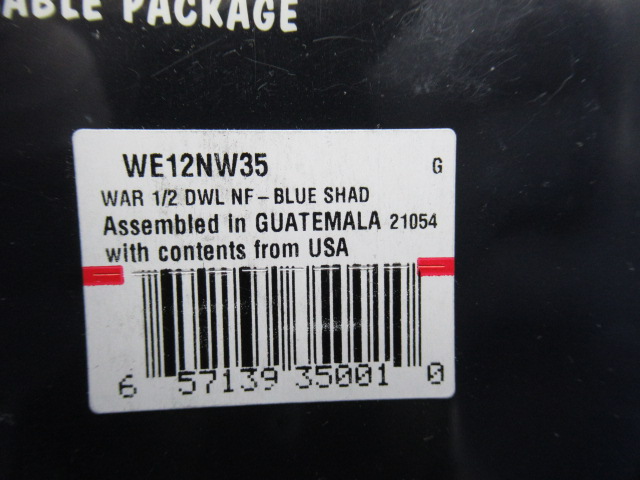 ABLE PACKAGE
WE12NW35 G
WAR 1/2 DWL NF – BLUE SHAD
Assembled in GUATEMALA 21054
with contents from USA
6 57139 35001 0